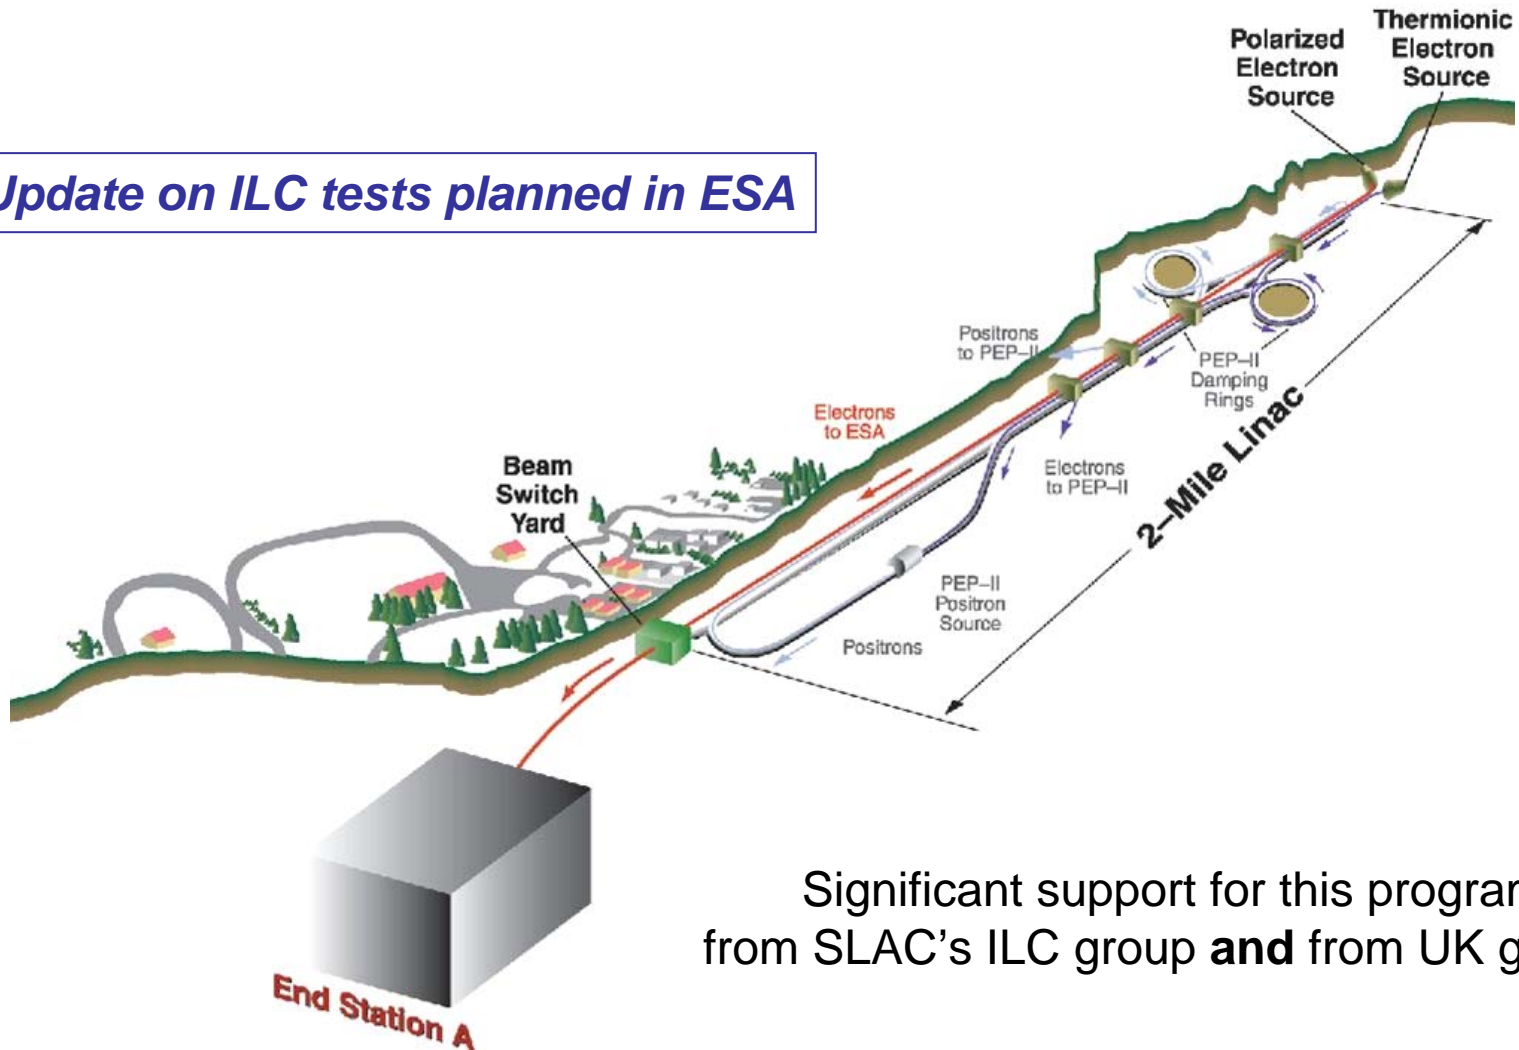 Update on ILC tests planned in ESA
Polarized
Electron
Source
Thermionic
Electron
Source
Positrons
to PEP–II
PEP–II
Damping
Rings
Electrons
to ESA
Electrons
to PEP–II
2–Mile Linac
Beam
Switch
Yard
PEP–II
Positron
Source
Positrons
End Station A
Significant support for this program
from SLAC's ILC group and from UK g